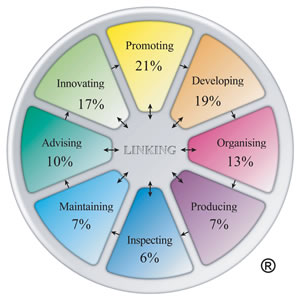 Promoting
21%
Developing
19%
Organising
13%
Producing
7%
Inspecting
6%
Maintaining
7%
Advising
10%
Innovating
17%
LINKING
®